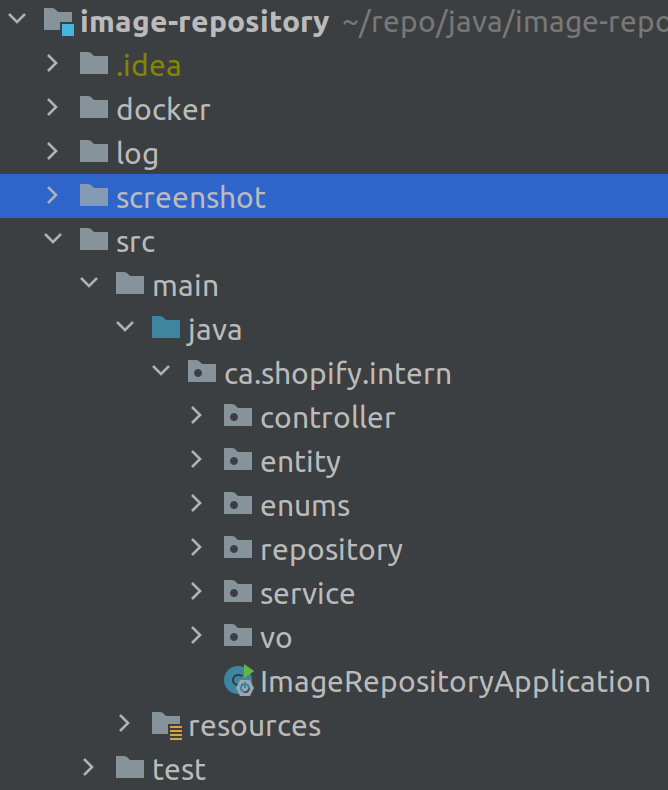 image-repository ~/repo/java/image-repo
.idea
docker
log
screenshot
src
main
java
ca.shopify.intern
controller
entity
enums
repository
service
vo
ImageRepositoryApplication
resources
test